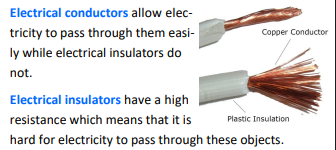 Electrical conductors allow elec-
tricity to pass through them easi-
ly while electrical insulators do
not.
Electrical insulators have a high
resistance which means that it is
hard for electricity to pass through these objects.
Copper Conductor
Plastic Insulation